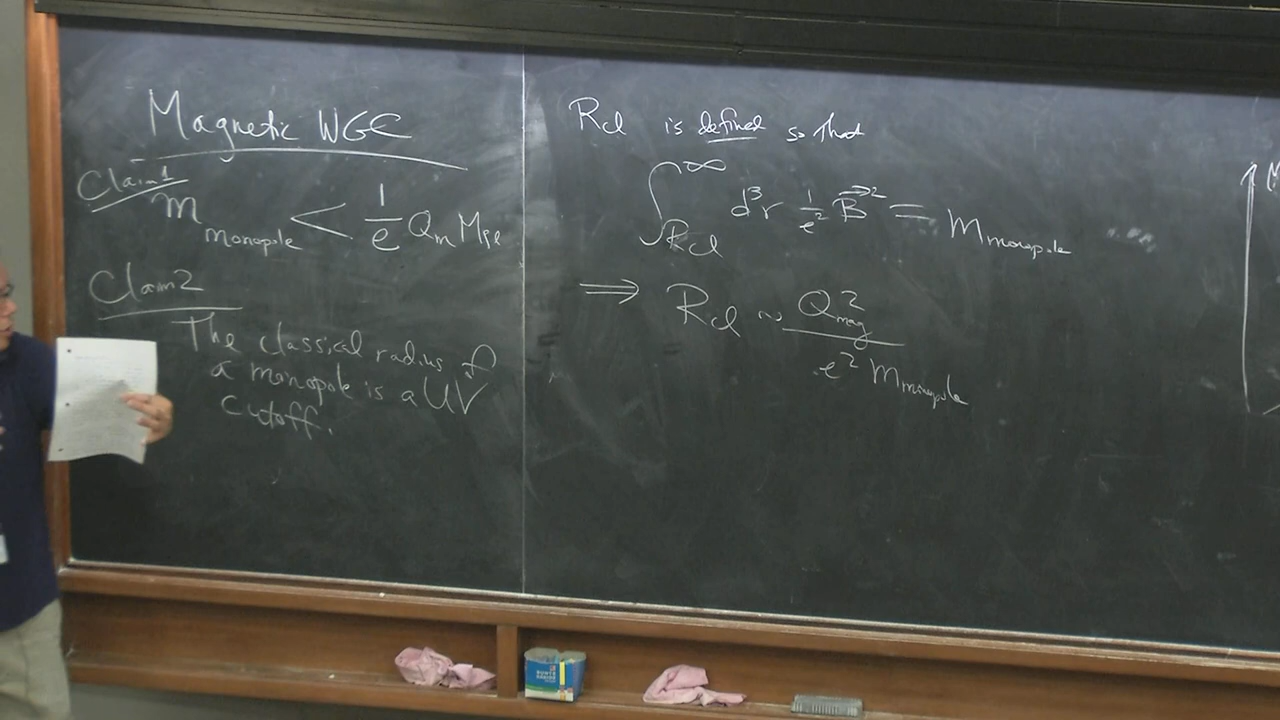 Magnetic WGC
Claim 1
m_monopole < 1/e Q_m M_Pl
Claim 2
The classical radius of
a monopole is a UV
cutoff.
R_cl is defined so that
∫_{R_cl}^∞ d³r 1/e² B⃗² = M_monopole
⟹ R_cl ~ Q²_mag / e² M_monopole